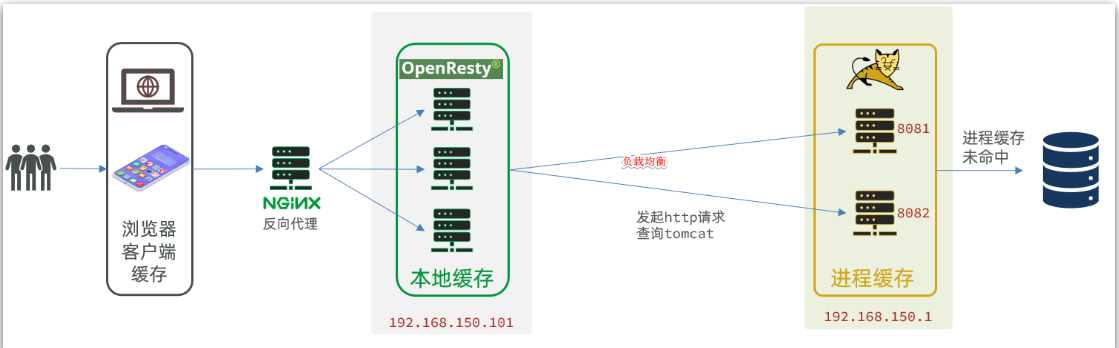 浏览器
客户端
缓存
NGINX
反向代理
OpenResty®
本地缓存
192.168.150.101
负载均衡
发起http请求
查询tomcat
8081
8082
进程缓存
192.168.150.1
进程缓存
未命中